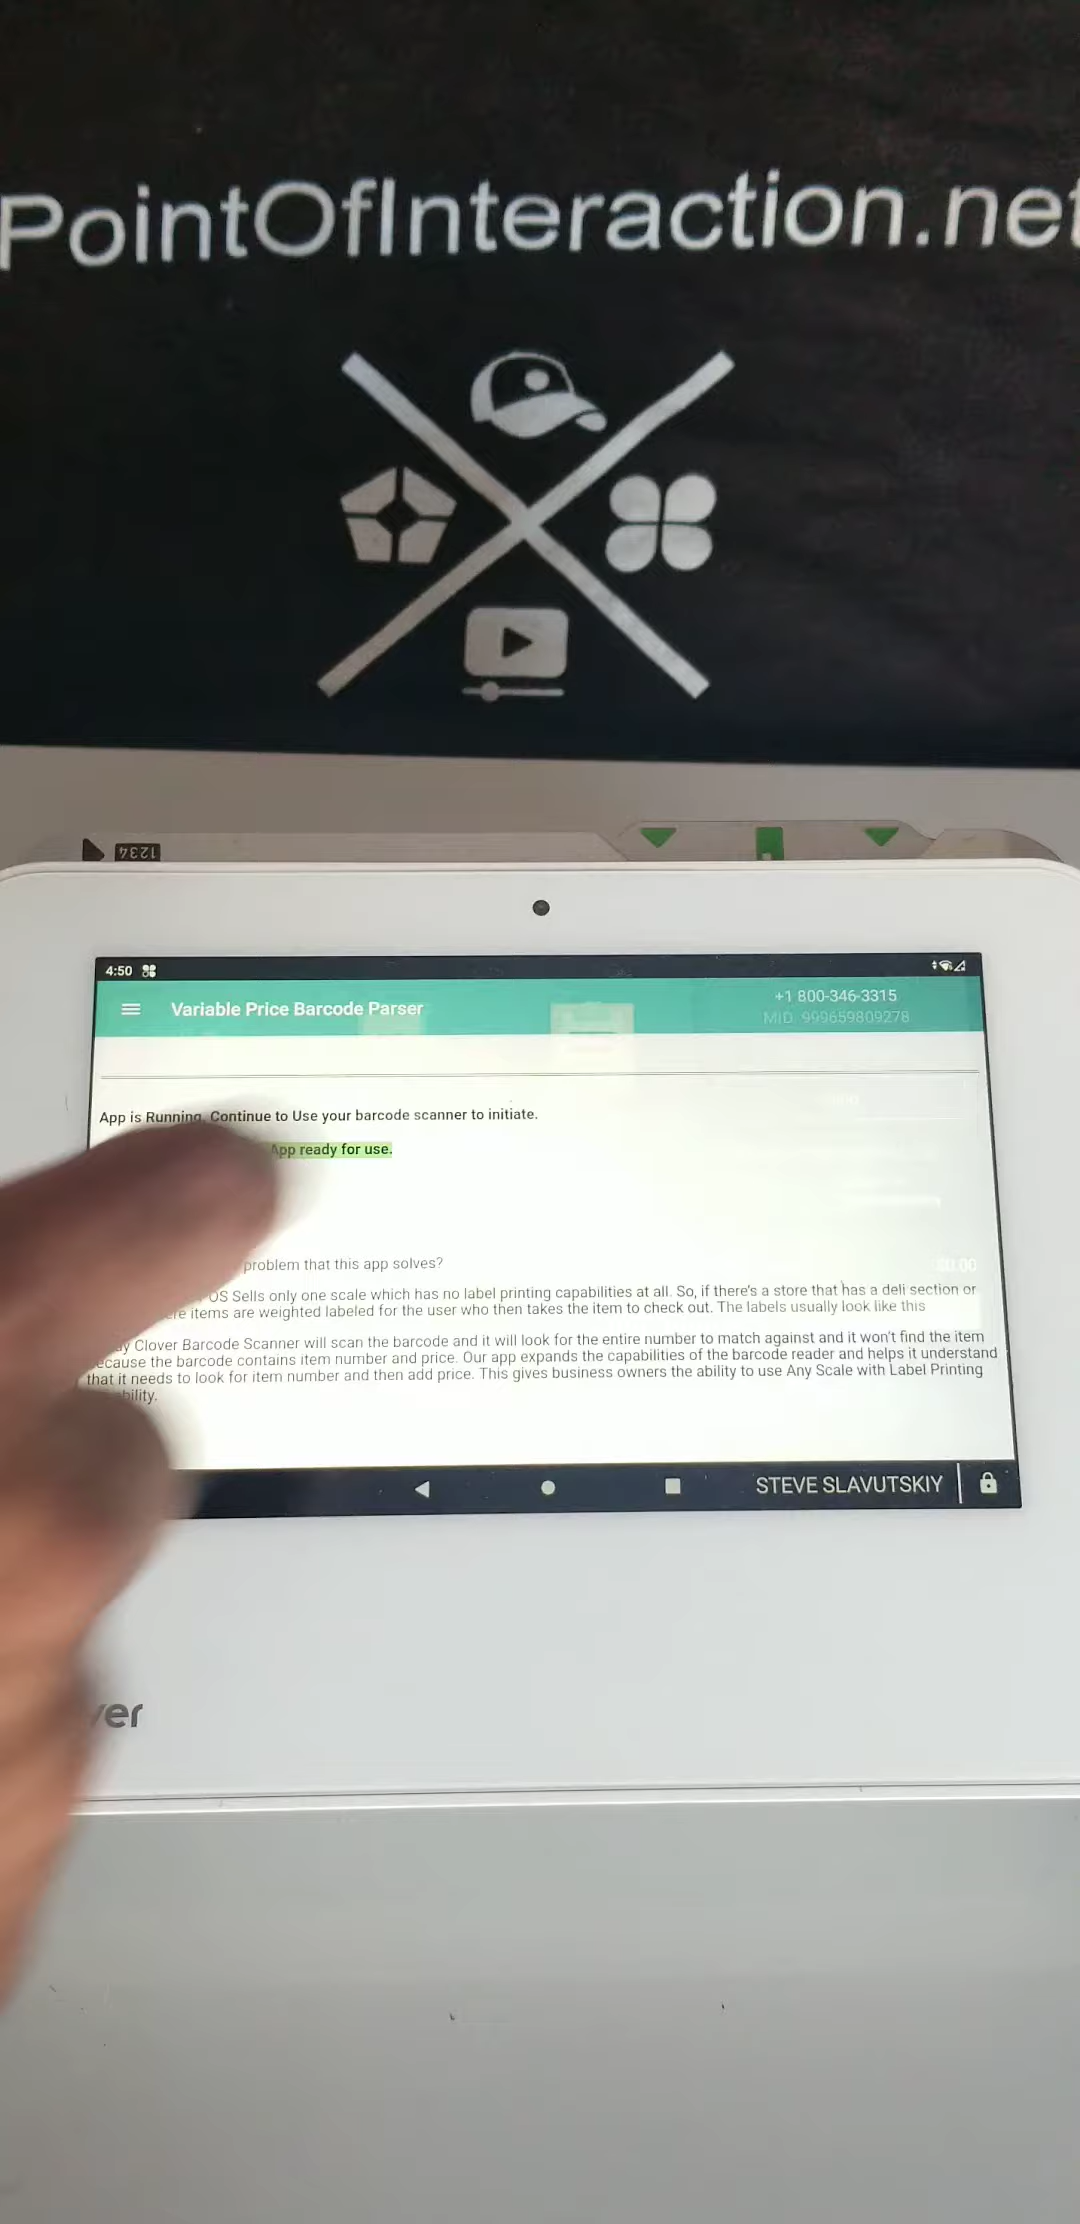 PointOfInteraction.net
1234
4:50
Variable Price Barcode Parser
+1 800-346-3315
MID: 999659809278
App is Running. Continue to Use your barcode scanner to initiate.
App ready for use.
problem that this app solves?
OS Sells only one scale which has no label printing capabilities at all. So, if there's a store that has a deli section or
items are weighted labeled for the user who then takes the item to check out. The labels usually look like this
Clover Barcode Scanner will scan the barcode and it will look for the entire number to match against and it won't find the item
because the barcode contains item number and price. Our app expands the capabilities of the barcode reader and helps it understand
that it needs to look for item number and then add price. This gives business owners the ability to use Any Scale with Label Printing
STEVE SLAVUTSKIY